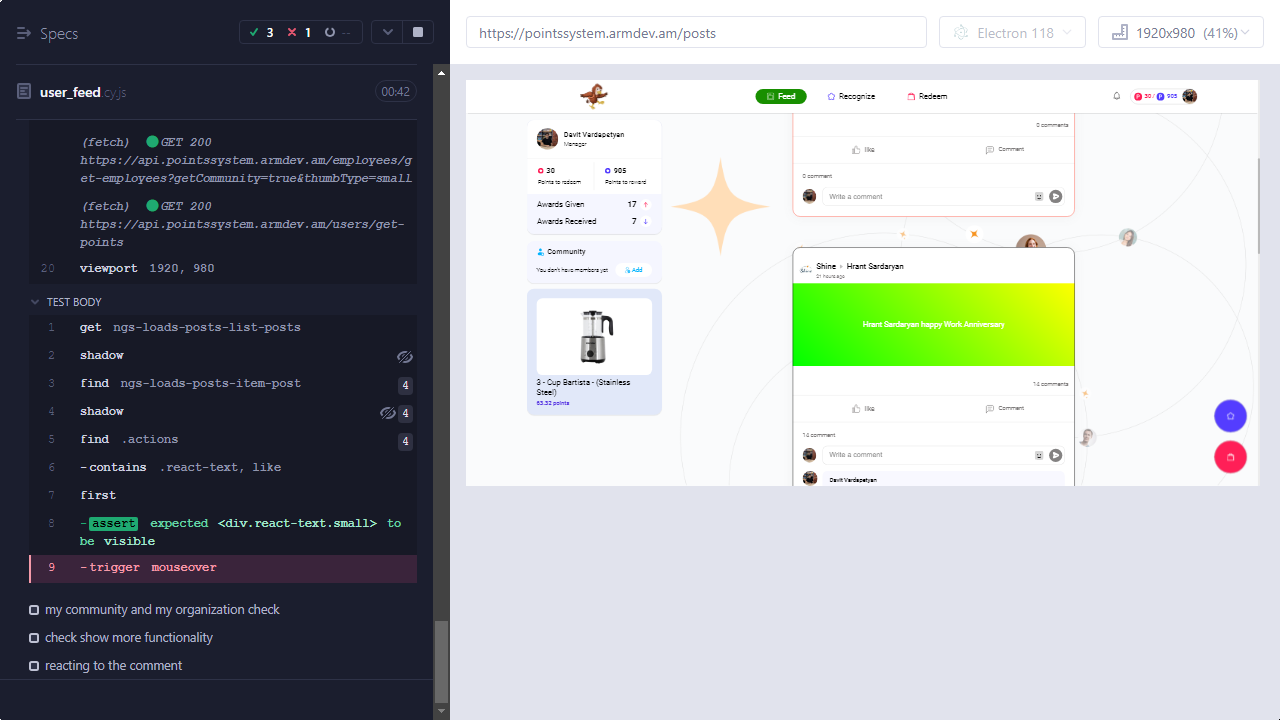 Specs
3
1
--
user_feed.cy.js
00:42
(fetch) GET 200
https://api.pointssystem.armdev.am/employees/g
et-employees?getCommunity=true&thumbType=small
(fetch) GET 200
https://api.pointssystem.armdev.am/users/get-
points
20 viewport 1920, 980
TEST BODY
1 get ngs-loads-posts-list-posts
2 shadow
3 find ngs-loads-posts-item-post 4
4 shadow 4
5 find .actions 4
6 -contains .react-text, like
7 first
8 -assert expected <div.react-text.small> to
be visible
9 -trigger mouseover
my community and my organization check
check show more functionality
reacting to the comment
https://pointssystem.armdev.am/posts
Electron 118
1920x980 (41%)
Feed
Recognize
Redeem
P 30 / P 905
Davit Vardapetyan
Manager
30
Points to redeem
905
Points to reward
Awards Given 17
Awards Received 7
Community
You don't have members yet
Add
3 - Cup Bartista - (Stainless
Steel)
63.32 points
0 comments
like
Comment
0 comment
Write a comment
Shine › Hrant Sardaryan
21 hours ago
Hrant Sardaryan happy Work Anniversary
14 comments
like
Comment
14 comment
Write a comment
Davit Vardapetyan